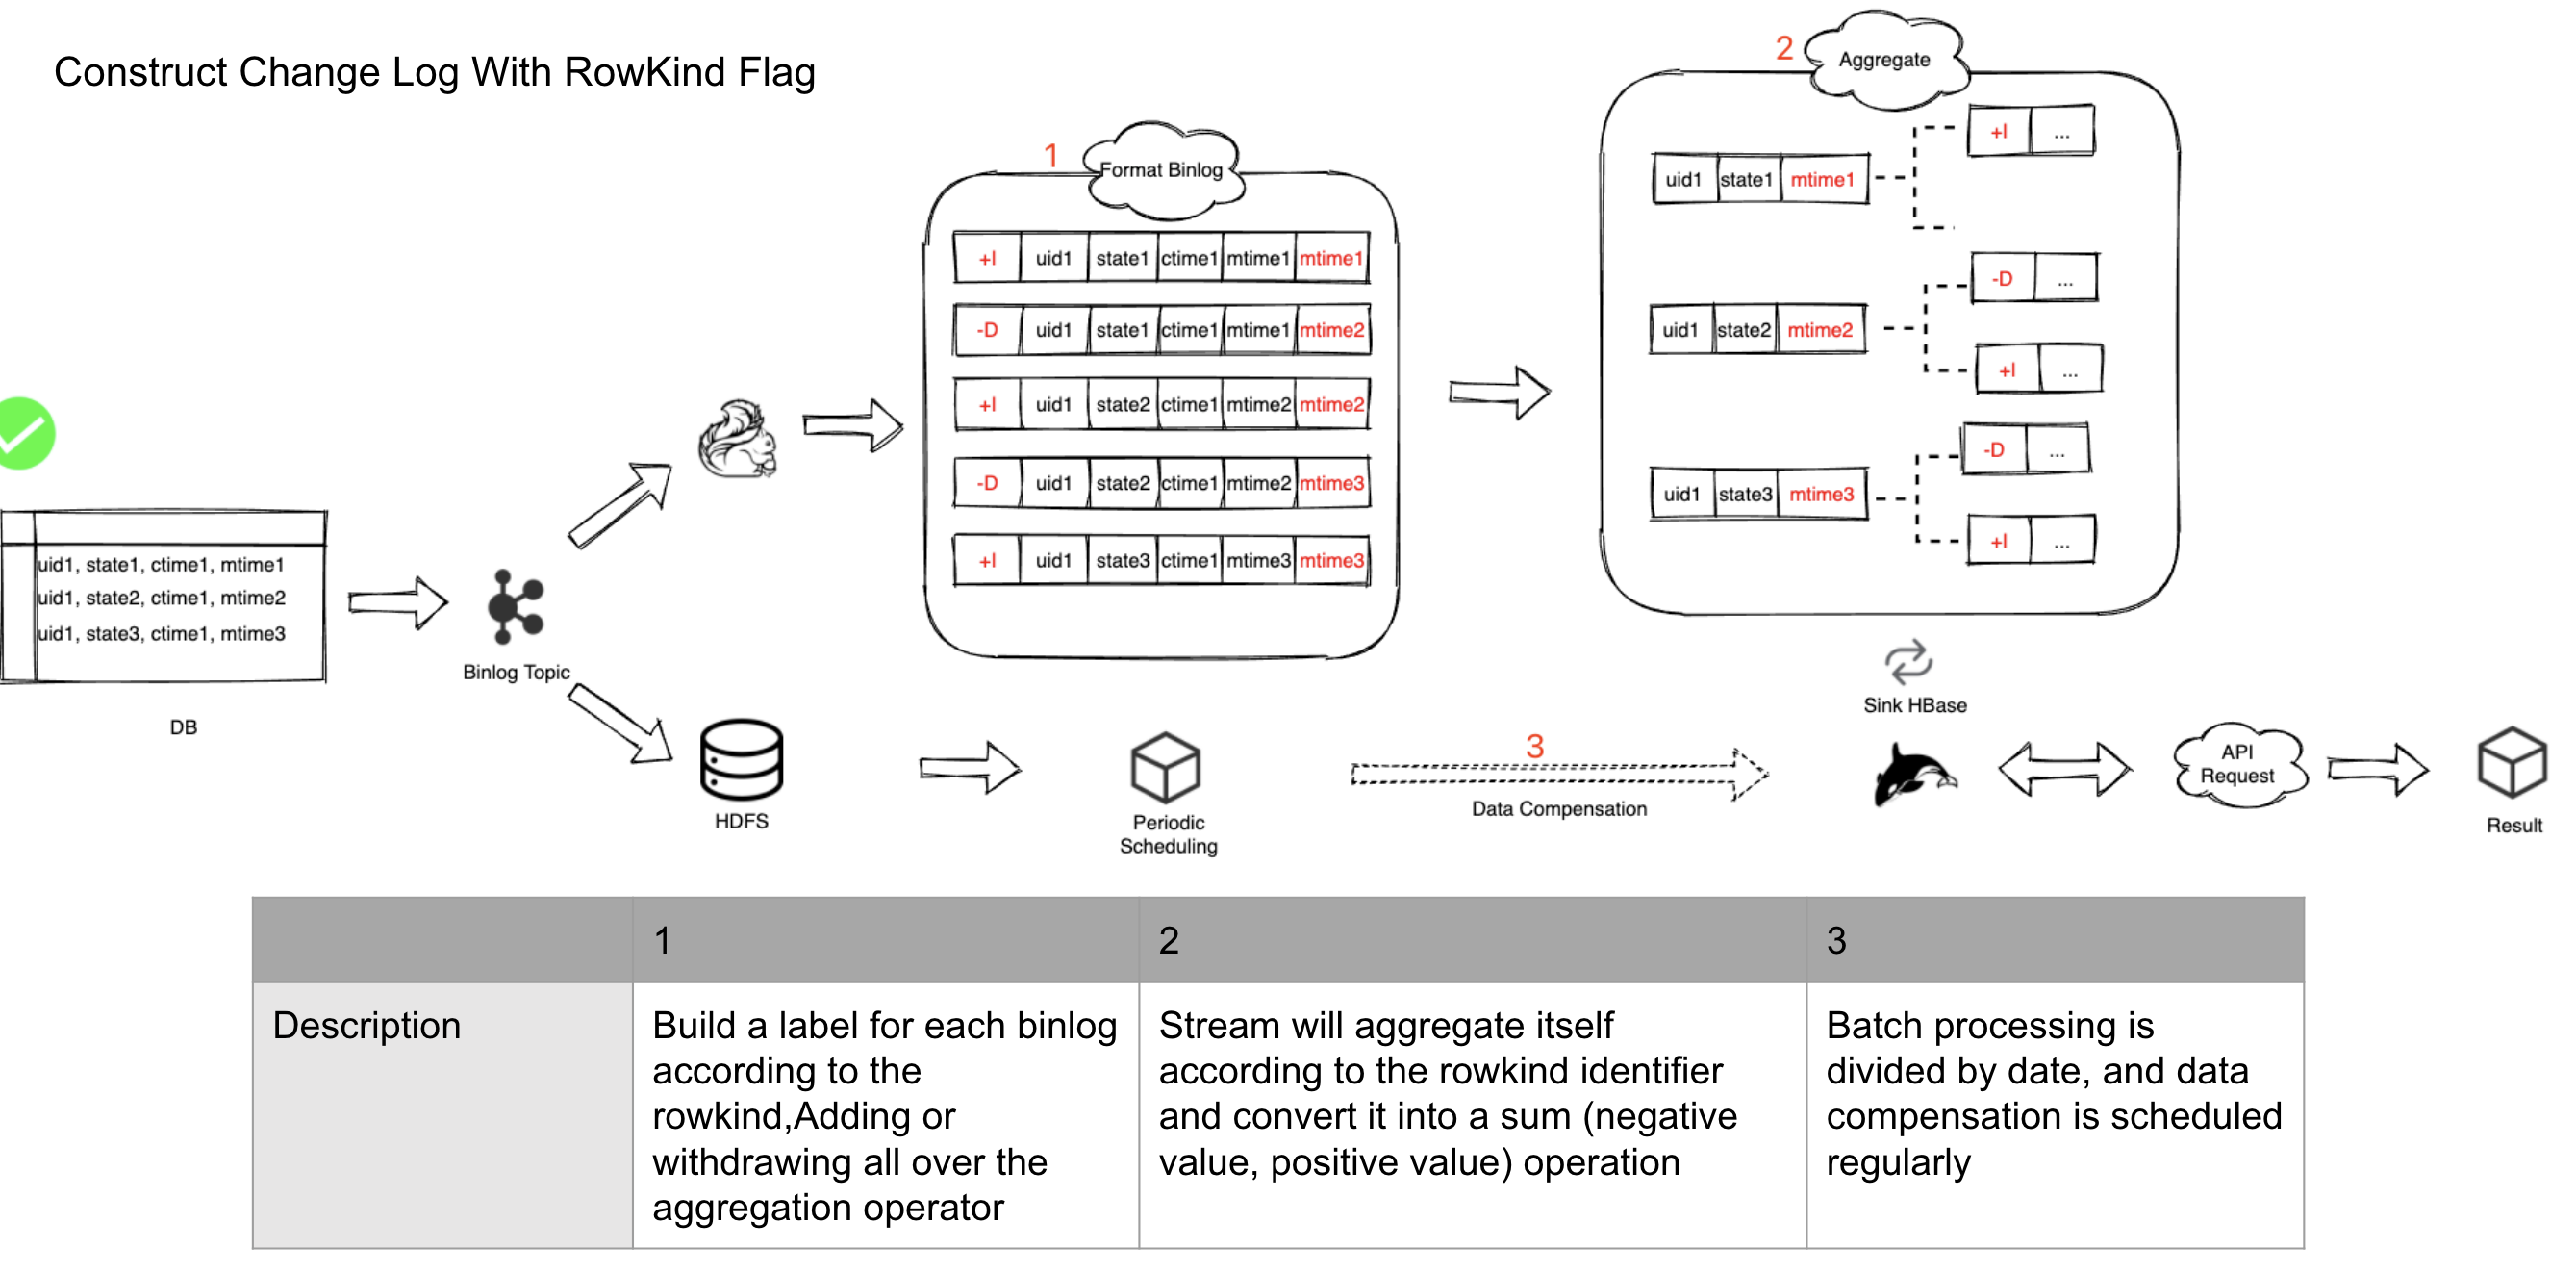 Construct Change Log With RowKind Flag
uid1, state1, ctime1, mtime1
uid1, state2, ctime1, mtime2
uid1, state3, ctime1, mtime3
DB
Binlog Topic
1
Format Binlog
+I uid1 state1 ctime1 mtime1 mtime1
-D uid1 state1 ctime1 mtime1 mtime2
+I uid1 state2 ctime1 mtime2 mtime2
-D uid1 state2 ctime1 mtime2 mtime3
+I uid1 state3 ctime1 mtime3 mtime3
2
Aggregate
+I ...
uid1 state1 mtime1
-D ...
uid1 state2 mtime2
+I ...
-D ...
uid1 state3 mtime3
+I ...
Sink HBase
HDFS
Periodic
Scheduling
3
Data Compensation
API
Request
Result
1 2 3
Description
Build a label for each binlog
according to the
rowkind,Adding or
withdrawing all over the
aggregation operator
Stream will aggregate itself
according to the rowkind identifier
and convert it into a sum (negative
value, positive value) operation
Batch processing is
divided by date, and data
compensation is scheduled
regularly